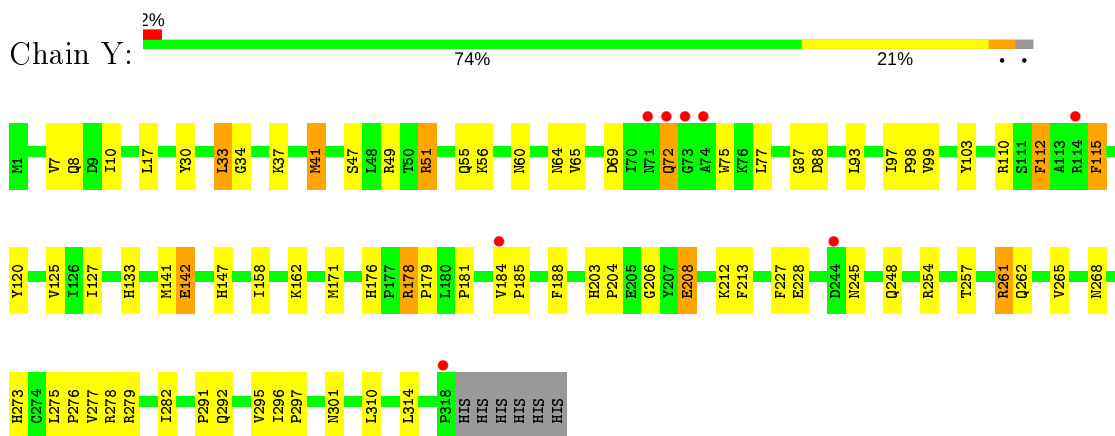 2%
Chain Y:
74% 21% • •
M1 V7 Q8 D9 I10 L17 Y30 L33 G34 K37 M41 S47 L48 R49 T50 R51 Q55 K56 N60 N64 V65 D69 I70 N71 Q72 G73 A74 W75 K76 L77 G87 D88 L93 I97 P98 V99 Y103 R110 S111 F112 A113 R114 F115
Y120 V125 I126 I127 H133 M141 E142 H147 I158 K162 M171 H176 P177 R178 P179 L180 P181 V184 P185 F188 H203 P204 E205 G206 Y207 E208 K212 F213 F227 E228 D244 N245 Q248 R254 T257 R261 Q262 V265 N268
H273 C274 L275 P276 V277 R278 R279 I282 P291 Q292 V295 I296 P297 N301 L310 L314 P318 HIS HIS HIS HIS HIS HIS